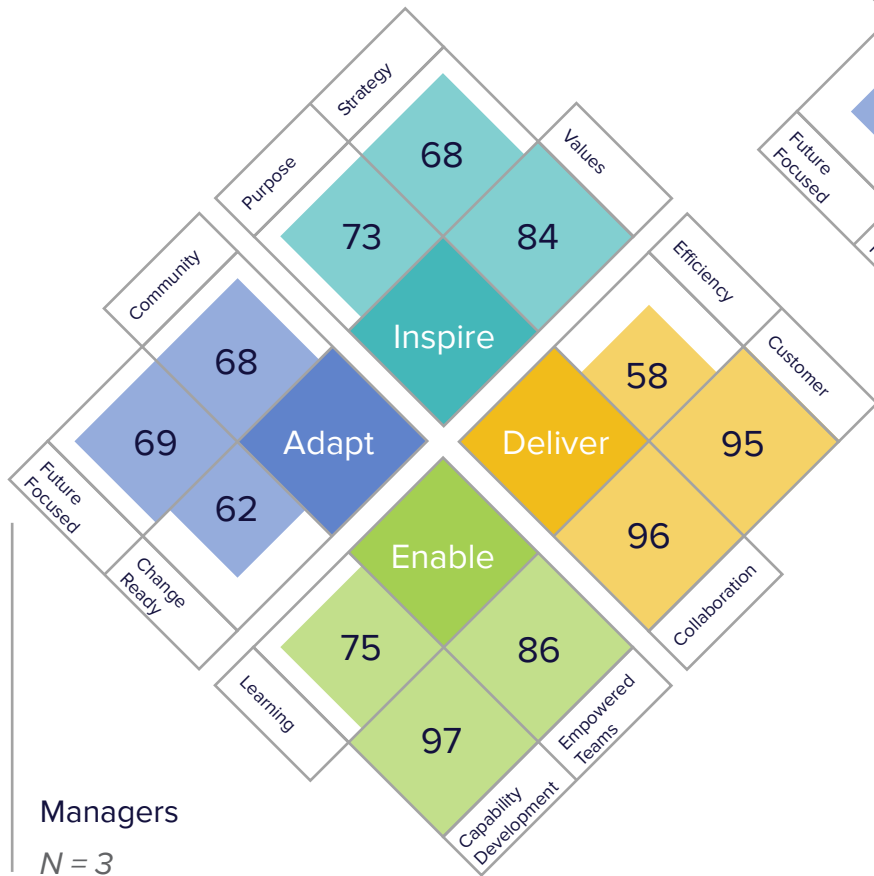 Strategy
Purpose
Values
68
73
84
Inspire
Community
68
69
62
Adapt
Future
Focused
Change
Ready
Efficiency
Customer
58
95
96
Deliver
Collaboration
Enable
75
86
97
Learning
Empowered
Teams
Capability
Development
Managers
N = 3
Future
Focused